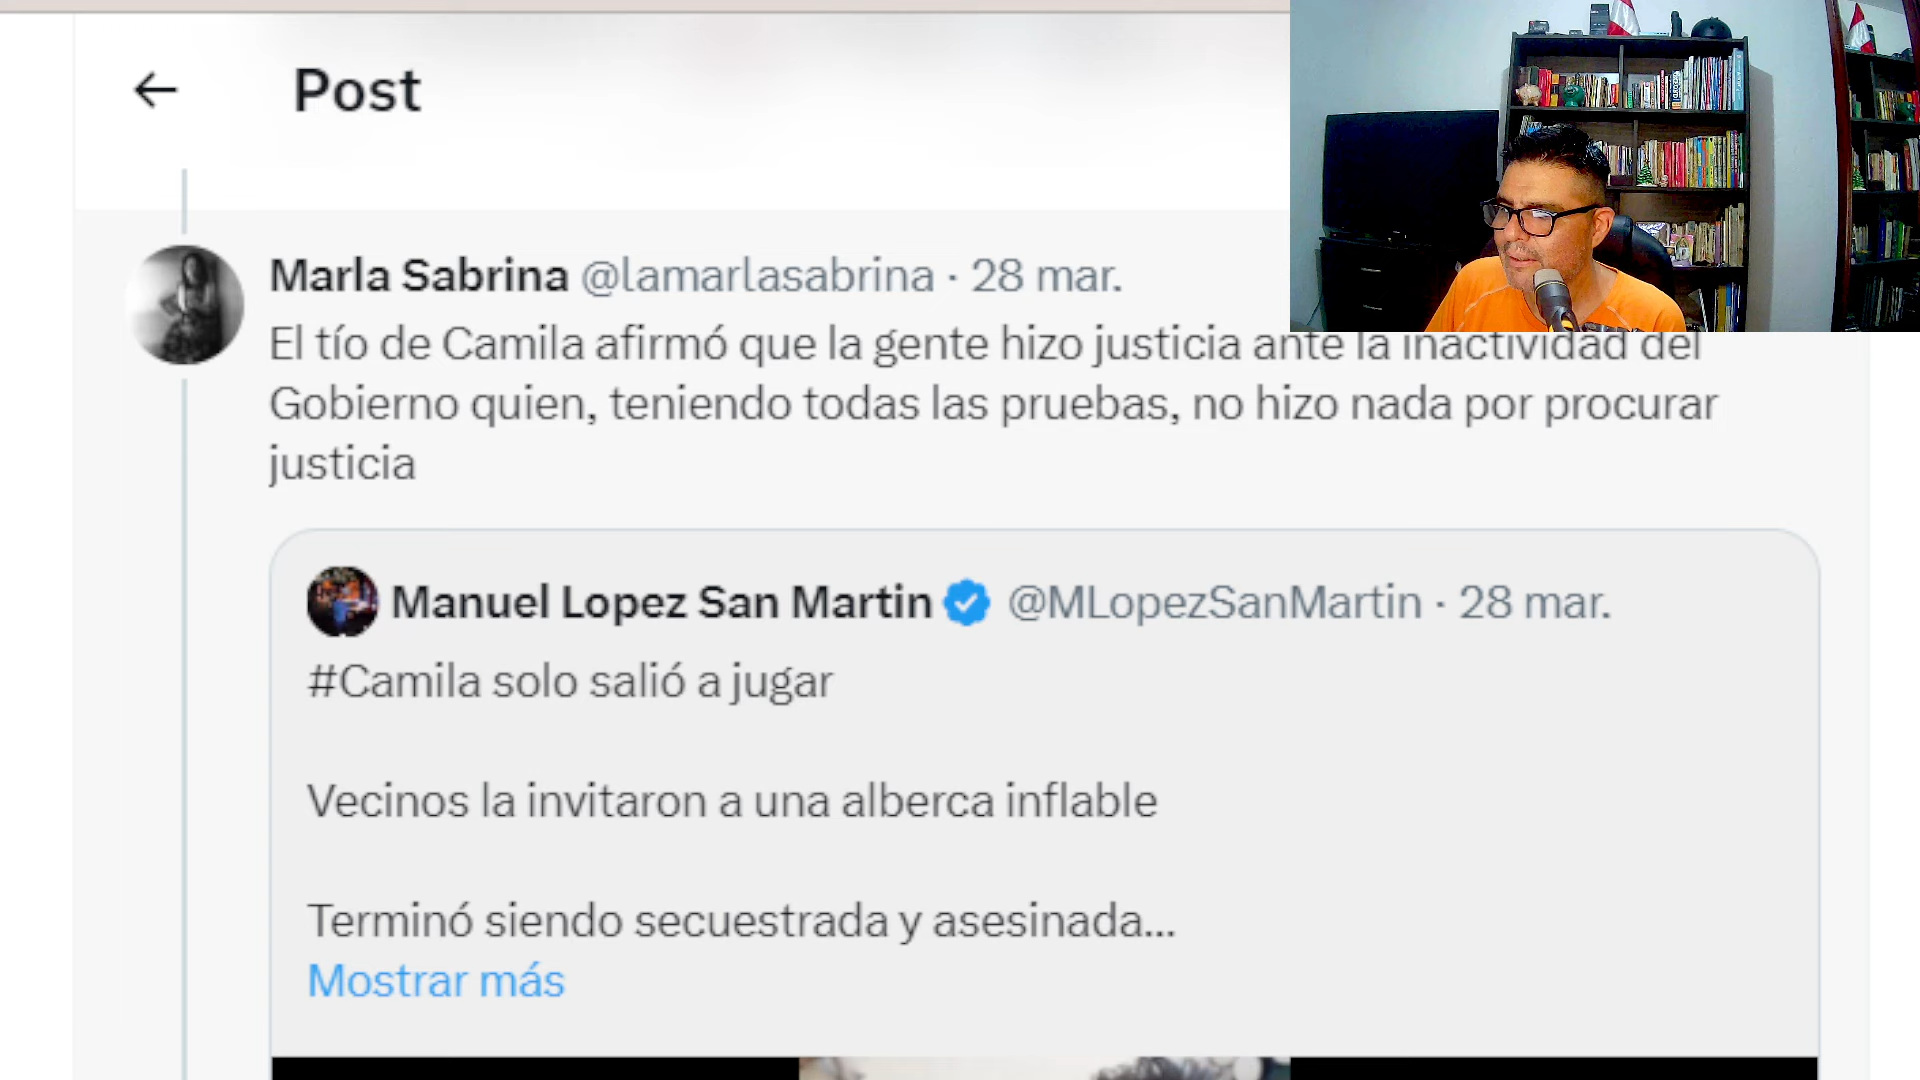 Post
Marla Sabrina @lamarlasabrina · 28 mar.
El tío de Camila afirmó que la gente hizo justicia ante la inactividad del
Gobierno quien, teniendo todas las pruebas, no hizo nada por procurar
justicia
Manuel Lopez San Martin @MLopezSanMartin · 28 mar.
#Camila solo salió a jugar
Vecinos la invitaron a una alberca inflable
Terminó siendo secuestrada y asesinada...
Mostrar más